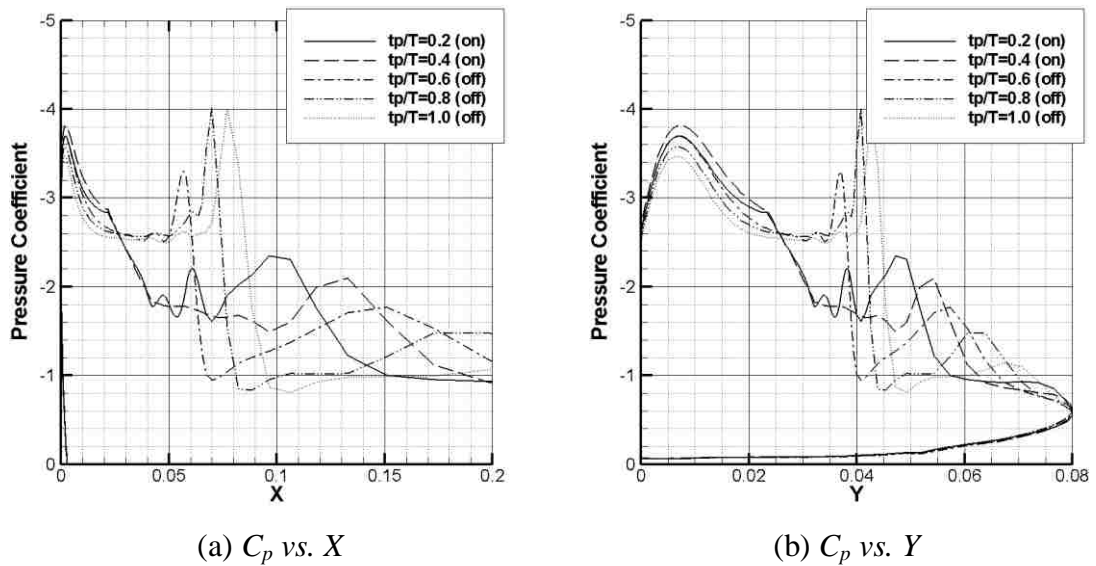 -5
-4
-3
-2
-1
0
Pressure Coefficient
0
0.05
0.1
0.15
0.2
X
tp/T=0.2 (on)
tp/T=0.4 (on)
tp/T=0.6 (off)
tp/T=0.8 (off)
tp/T=1.0 (off)
(a) Cp vs. X
-5
-4
-3
-2
-1
0
Pressure Coefficient
0
0.02
0.04
0.06
0.08
Y
tp/T=0.2 (on)
tp/T=0.4 (on)
tp/T=0.6 (off)
tp/T=0.8 (off)
tp/T=1.0 (off)
(b) Cp vs. Y